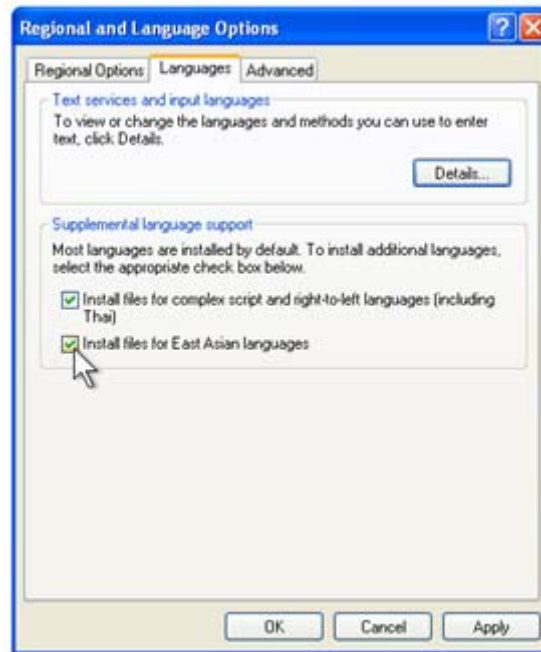 Regional and Language Options
Regional Options Languages Advanced
Text services and input languages
To view or change the languages and methods you can use to enter
text, click Details.
Details...
Supplemental language support
Most languages are installed by default. To install additional languages,
select the appropriate check box below.
Install files for complex script and right-to-left languages (including
Thai)
Install files for East Asian languages
OK Cancel Apply